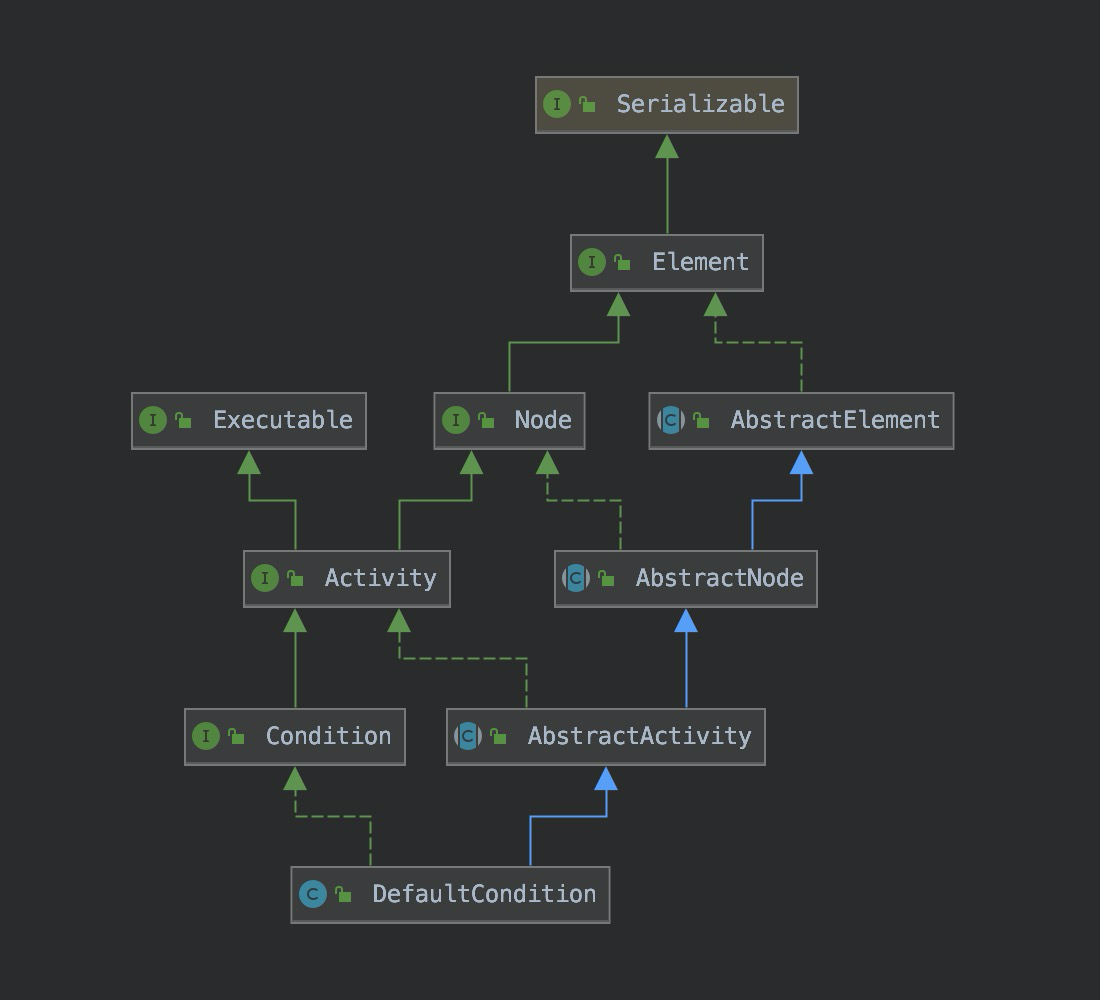 I Serializable
I Element
I Executable
I Node
C AbstractElement
I Activity
C AbstractNode
I Condition
C AbstractActivity
C DefaultCondition